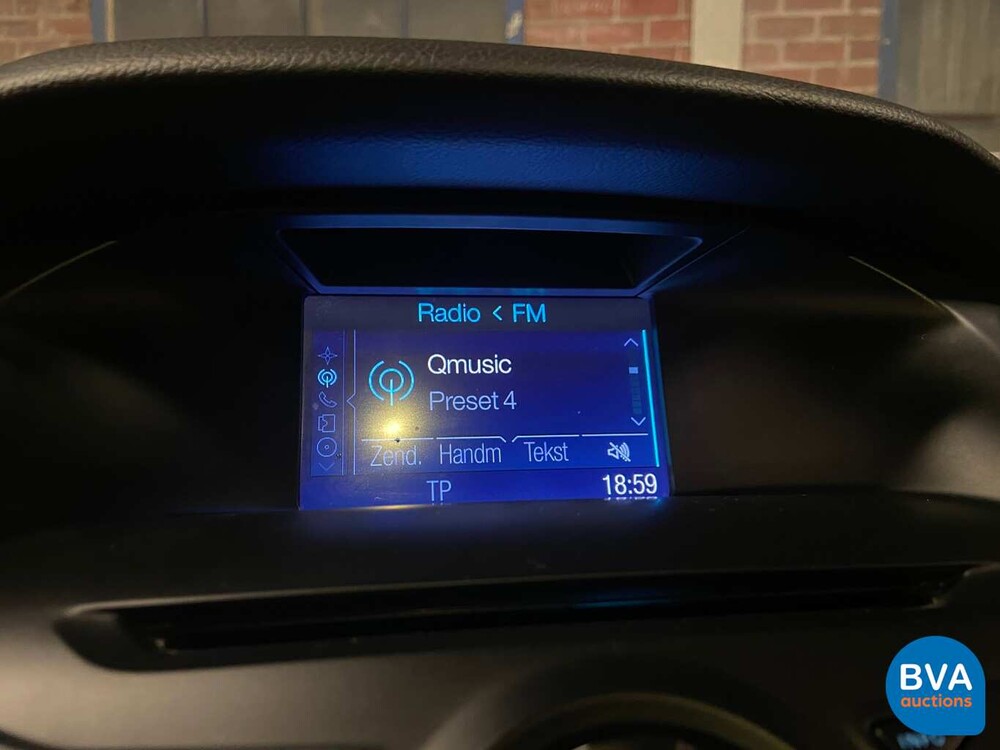 Radio < FM
Qmusic
Preset 4
Zend. Handm Tekst
TP 18:59
BVA
auctions